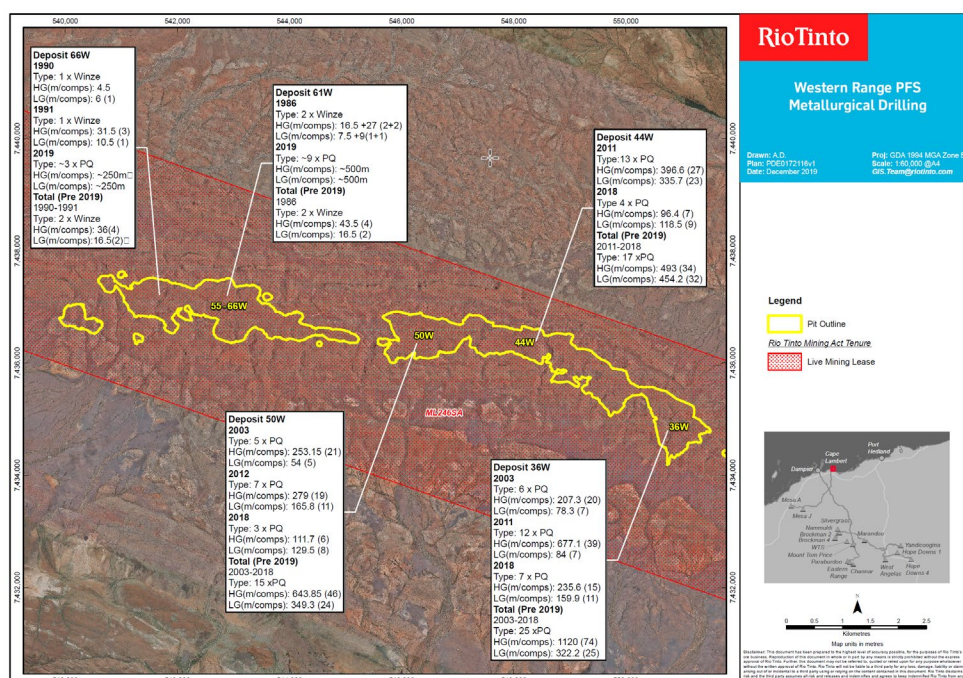 540,000
542,000
544,000
546,000
548,000
550,000
7,440,000
7,438,000
7,436,000
7,434,000
7,432,000
7,440,000
7,438,000
7,436,000
7,434,000
7,432,000
Deposit 66W
1990
Type: 1 x Winze
HG(m/comps): 4.5
LG(m/comps): 6 (1)
1991
Type: 1 x Winze
HG(m/comps): 31.5 (3)
LG(m/comps): 10.5 (1)
2019
Type: ~3 x PQ
HG(m/comps): ~250m□
LG(m/comps): ~250m
Total (Pre 2019)
1990-1991
Type: 2 x Winze
HG(m/comps): 36(4)
LG(m/comps):16.5(2)□
Deposit 61W
1986
Type: 2 x Winze
HG(m/comps): 16.5 +27 (2+2)
LG(m/comps): 7.5 +9(1+1)
2019
Type: ~9 x PQ
HG(m/comps): ~500m
LG(m/comps): ~500m
Total (Pre 2019)
1986
Type: 2 x Winze
HG(m/comps): 43.5 (4)
LG(m/comps): 16.5 (2)
Deposit 44W
2011
Type:13 x PQ
HG(m/comps): 396.6 (27)
LG(m/comps): 335.7 (23)
2018
Type 4 x PQ
HG(m/comps): 96.4 (7)
LG(m/comps): 118.5 (9)
Total (Pre 2019)
2011-2018
Type: 17 xPQ
HG(m/comps): 493 (34)
LG(m/comps): 454.2 (32)
55 - 66W
50W
44W
36W
ML246SA
Deposit 50W
2003
Type: 5 x PQ
HG(m/comps): 253.15 (21)
LG(m/comps): 54 (5)
2012
Type: 7 x PQ
HG(m/comps): 279 (19)
LG(m/comps): 165.8 (11)
2018
Type: 3 x PQ
HG(m/comps): 111.7 (6)
LG(m/comps): 129.5 (8)
Total (Pre 2019)
2003-2018
Type: 15 xPQ
HG(m/comps): 643.85 (46)
LG(m/comps): 349.3 (24)
Deposit 36W
2003
Type: 6 x PQ
HG(m/comps): 207.3 (20)
LG(m/comps): 78.3 (7)
2011
Type: 12 x PQ
HG(m/comps): 677.1 (39)
LG(m/comps): 84 (7)
2018
Type: 7 x PQ
HG(m/comps): 235.6 (15)
LG(m/comps): 159.9 (11)
Total (Pre 2019)
2003-2018
Type: 25 xPQ
HG(m/comps): 1120 (74)
LG(m/comps): 322.2 (25)
RioTinto
Western Range PFS
Metallurgical Drilling
Drawn: A.D.
Plan: PDE0172116v1
Date: December 2019
Proj: GDA 1994 MGA Zone
Scale: 1:60,000 @A4
GIS.Team@riotinto.com
Legend
Pit Outline
Rio Tinto Mining Act Tenure
Live Mining Lease
Port
Hedland
Cape
Lambert
Dampier
Mesa A
Mesa J
Silvergrass
Nammuldi
Brockman 2
Brockman 4
Marandoo
Yandicoogina
Hope Downs 1
WTS
Mount Tom Price
Paraburdoo
Eastern
Range
Channar
West
Angelas
Hope
Downs 4
N
0
0.5
1.0
1.5
2.0
2.5
Kilometres
Map units in metres